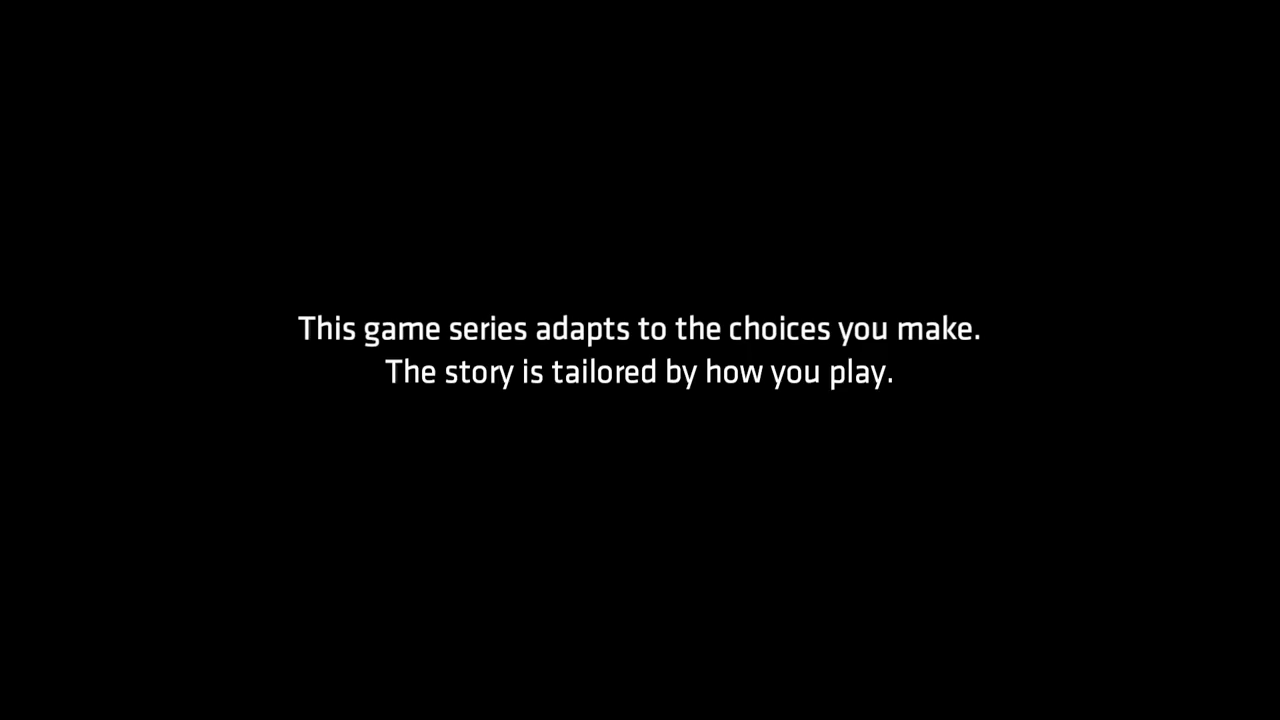 This game series adapts to the choices you make.
The story is tailored by how you play.